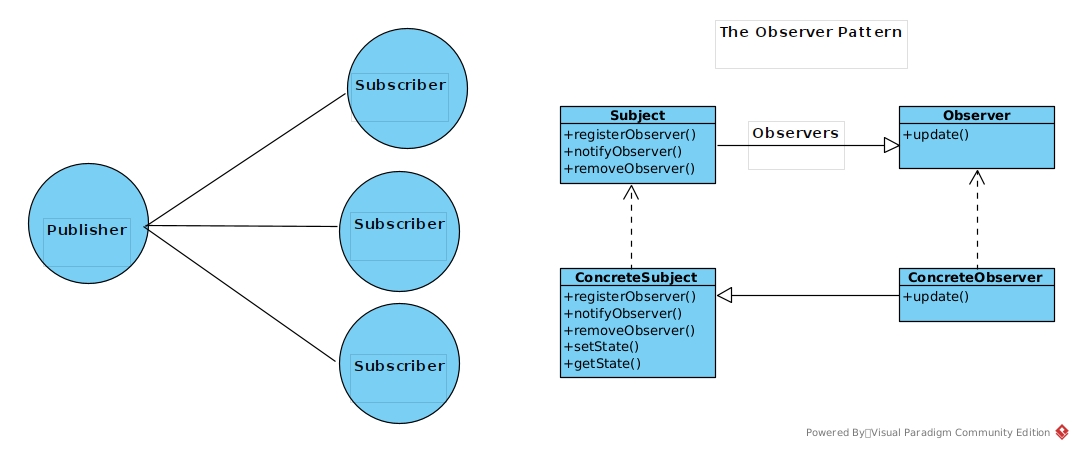 Subscriber
Publisher
Subscriber
Subscriber
The Observer Pattern
Subject
+registerObserver()
+notifyObserver()
+removeObserver()
Observers
Observer
+update()
ConcreteSubject
+registerObserver()
+notifyObserver()
+removeObserver()
+setState()
+getState()
ConcreteObserver
+update()
Powered By Visual Paradigm Community Edition